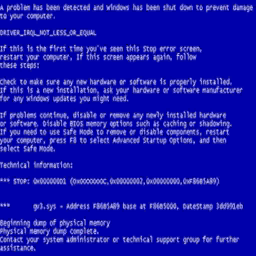 A problem has been detected and windows has been shut down to prevent damage
to your computer.
DRIVER_IRQL_NOT_LESS_OR_EQUAL
If this is the first time you've seen this Stop error screen,
restart your computer, If this screen appears again, follow
these steps:
Check to make sure any new hardware or software is properly installed.
If this is a new installation, ask your hardware or software manufacturer
for any windows updates you might need.
If problems continue, disable or remove any newly installed hardware
or software. Disable BIOS memory options such as caching or shadowing.
If you need to use Safe Mode to remove or disable components, restart
your computer, press F8 to select Advanced Startup Options, and then
select Safe Mode.
Technical information:
*** STOP: 0x000000D1 (0x0000000C,0x00000002,0x00000000,0xF86B5A89)
*** gv3.sys - Address F86B5A89 base at F86B5000, DateStamp 3dd991eb
Beginning dump of physical memory
Physical memory dump complete.
Contact your system administrator or technical support group for further
assistance.